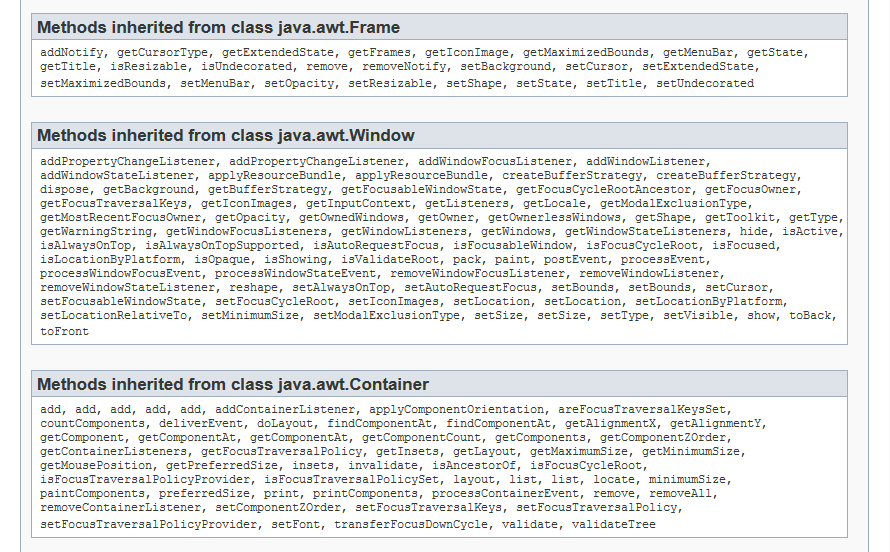 Methods inherited from class java.awt.Frame
addNotify, getCursorType, getExtendedState, getFrames, getIconImage, getMaximizedBounds, getMenuBar, getState,
getTitle, isResizable, isUndecorated, remove, removeNotify, setBackground, setCursor, setExtendedState,
setMaximizedBounds, setMenuBar, setOpacity, setResizable, setShape, setState, setTitle, setUndecorated
Methods inherited from class java.awt.Window
addPropertyChangeListener, addPropertyChangeListener, addWindowFocusListener, addWindowListener,
addWindowStateListener, applyResourceBundle, applyResourceBundle, createBufferStrategy, createBufferStrategy,
dispose, getBackground, getBufferStrategy, getFocusableWindowState, getFocusCycleRootAncestor, getFocusOwner,
getFocusTraversalKeys, getIconImages, getInputContext, getListeners, getLocale, getModalExclusionType,
getMostRecentFocusOwner, getOpacity, getOwnedWindows, getOwner, getOwnerlessWindows, getShape, getToolkit, getType,
getWarningString, getWindowFocusListeners, getWindowListeners, getWindows, getWindowStateListeners, hide, isActive,
isAlwaysOnTop, isAlwaysOnTopSupported, isAutoRequestFocus, isFocusableWindow, isFocusCycleRoot, isFocused,
isLocationByPlatform, isOpaque, isShowing, isValidateRoot, pack, paint, postEvent, processEvent,
processWindowFocusEvent, processWindowStateEvent, removeWindowFocusListener, removeWindowListener,
removeWindowStateListener, reshape, setAlwaysOnTop, setAutoRequestFocus, setBounds, setBounds, setCursor,
setFocusableWindowState, setFocusCycleRoot, setIconImages, setLocation, setLocation, setLocationByPlatform,
setLocationRelativeTo, setMinimumSize, setModalExclusionType, setSize, setSize, setType, setVisible, show, toBack,
toFront
Methods inherited from class java.awt.Container
add, add, add, add, add, addContainerListener, applyComponentOrientation, areFocusTraversalKeysSet,
countComponents, deliverEvent, doLayout, findComponentAt, findComponentAt, getAlignmentX, getAlignmentY,
getComponent, getComponentAt, getComponentAt, getComponentCount, getComponents, getComponentZOrder,
getContainerListeners, getFocusTraversalPolicy, getInsets, getLayout, getMaximumSize, getMinimumSize,
getMousePosition, getPreferredSize, insets, invalidate, isAncestorOf, isFocusCycleRoot,
isFocusTraversalPolicyProvider, isFocusTraversalPolicySet, layout, list, list, locate, minimumSize,
paintComponents, preferredSize, print, printComponents, processContainerEvent, remove, removeAll,
removeContainerListener, setComponentZOrder, setFocusTraversalKeys, setFocusTraversalPolicy,
setFocusTraversalPolicyProvider, setFont, transferFocusDownCycle, validate, validateTree